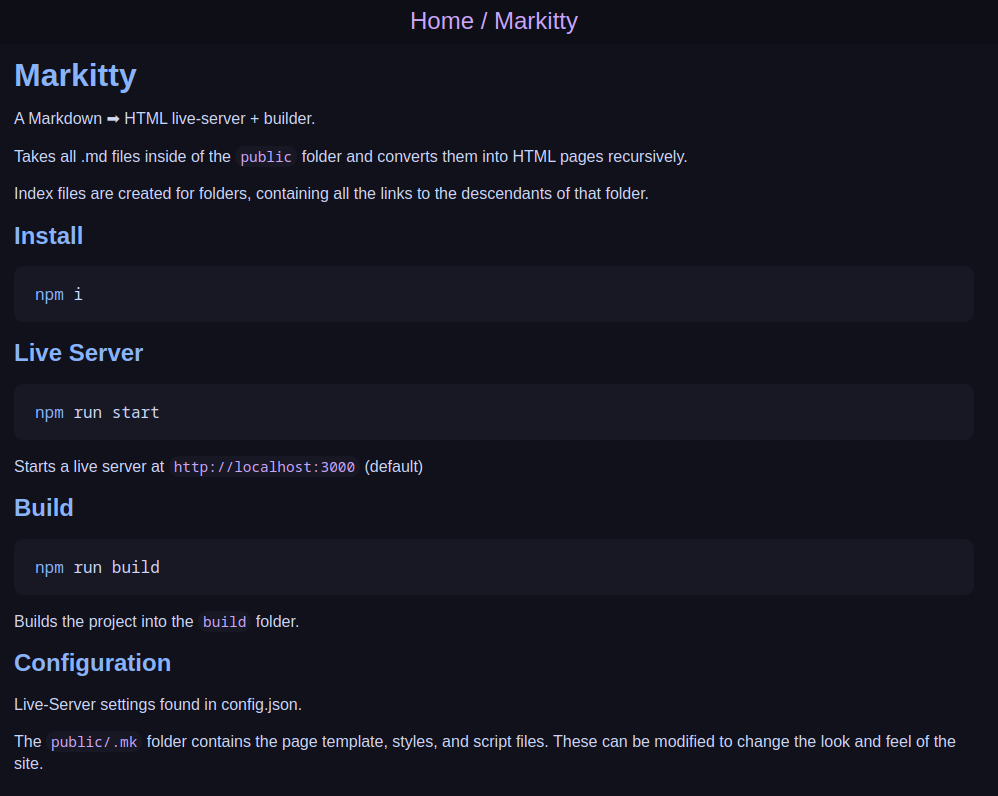 Home / Markitty
Markitty
A Markdown ➡ HTML live-server + builder.
Takes all .md files inside of the public folder and converts them into HTML pages recursively.
Index files are created for folders, containing all the links to the descendants of that folder.
Install
npm i
Live Server
npm run start
Starts a live server at http://localhost:3000 (default)
Build
npm run build
Builds the project into the build folder.
Configuration
Live-Server settings found in config.json.
The public/.mk folder contains the page template, styles, and script files. These can be modified to change the look and feel of the
site.